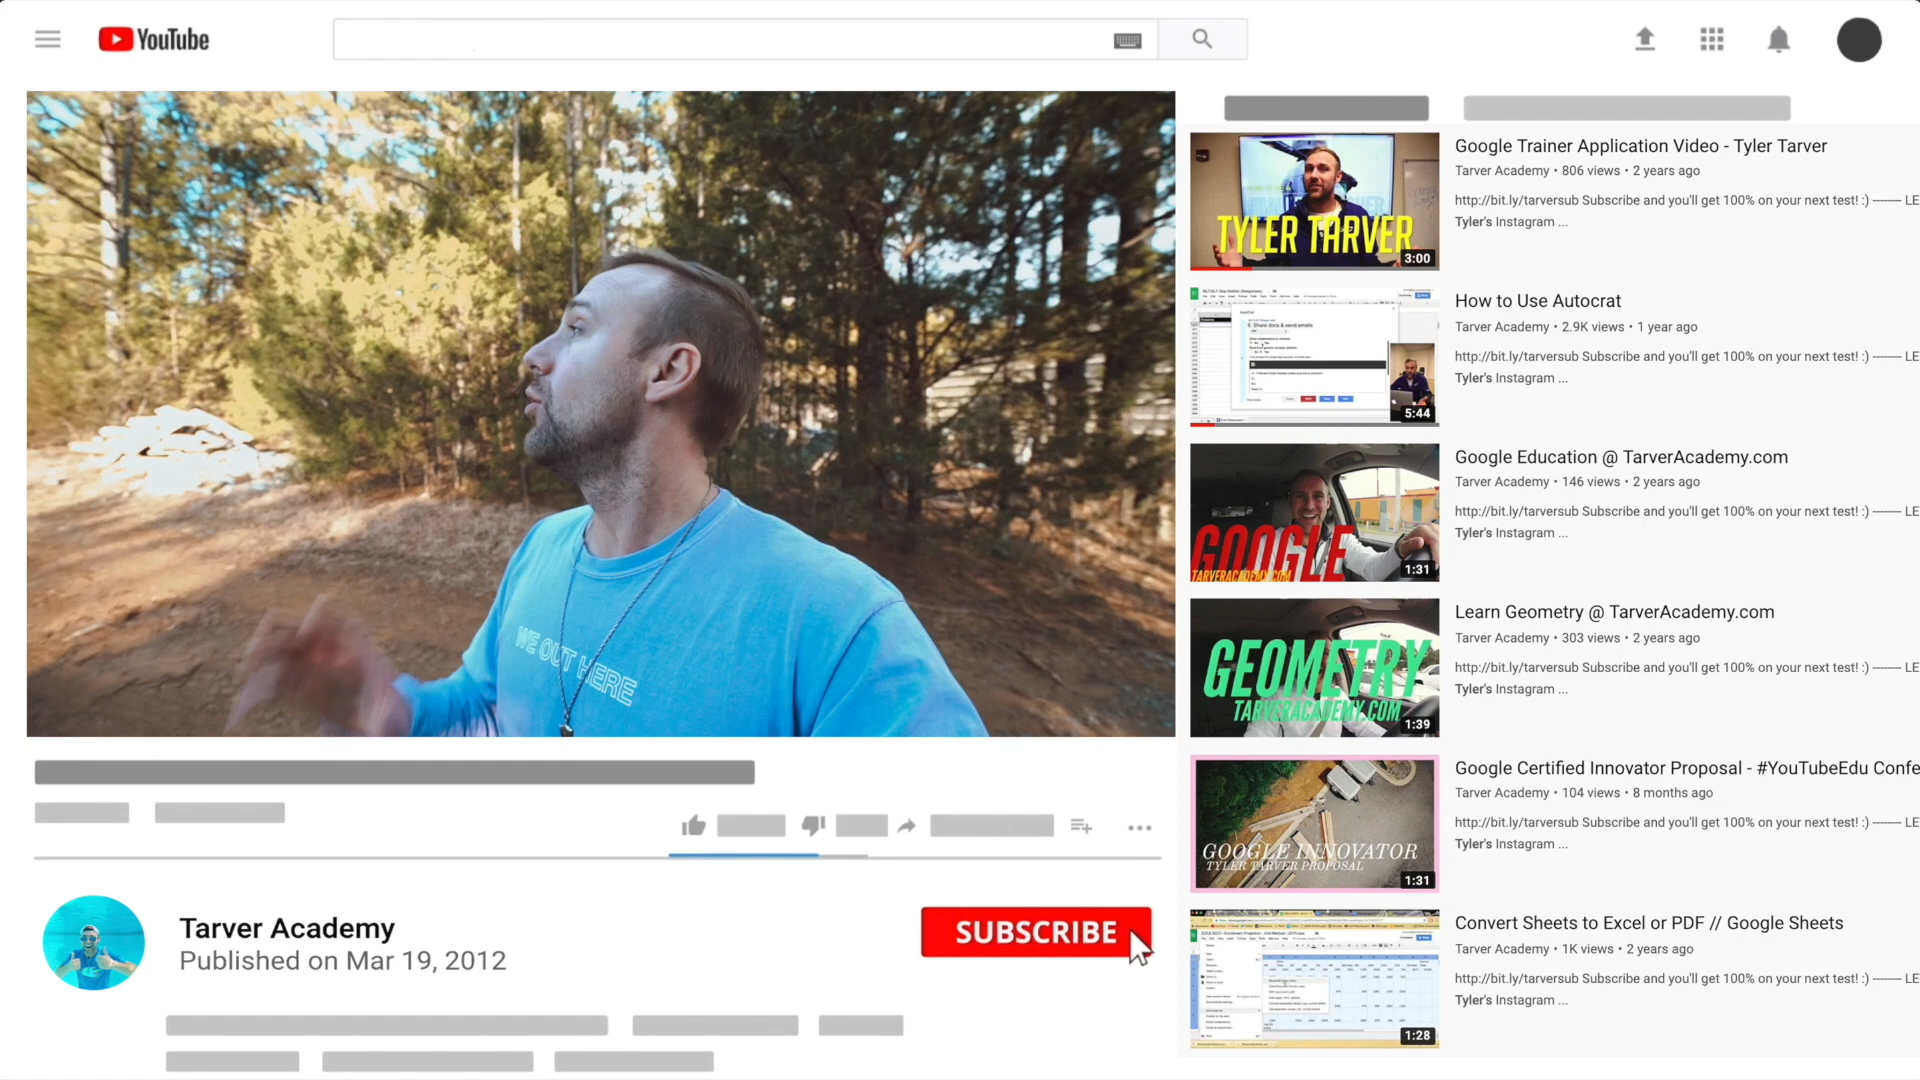 YouTube
WE OUT HERE
Tarver Academy
Published on Mar 19, 2012
SUBSCRIBE
TYLER TARVER
3:00
Google Trainer Application Video - Tyler Tarver
Tarver Academy • 806 views • 2 years ago
http://bit.ly/tarversub Subscribe and you'll get 100% on your next test! :) -------- LE
Tyler's Instagram ...
8. Share docs & send emails
5:44
How to Use Autocrat
Tarver Academy • 2.9K views • 1 year ago
http://bit.ly/tarversub Subscribe and you'll get 100% on your next test! :) -------- LE
Tyler's Instagram ...
GOOGLE
TARVERACADEMY.COM
1:31
Google Education @ TarverAcademy.com
Tarver Academy • 146 views • 2 years ago
http://bit.ly/tarversub Subscribe and you'll get 100% on your next test! :) -------- LE
Tyler's Instagram ...
GEOMETRY
TARVERACADEMY.COM
1:39
Learn Geometry @ TarverAcademy.com
Tarver Academy • 303 views • 2 years ago
http://bit.ly/tarversub Subscribe and you'll get 100% on your next test! :) -------- LE
Tyler's Instagram ...
GOOGLE INNOVATOR
TYLER TARVER PROPOSAL
1:31
Google Certified Innovator Proposal - #YouTubeEdu Confe
Tarver Academy • 104 views • 8 months ago
http://bit.ly/tarversub Subscribe and you'll get 100% on your next test! :) -------- LE
Tyler's Instagram ...
1:28
Convert Sheets to Excel or PDF // Google Sheets
Tarver Academy • 1K views • 2 years ago
http://bit.ly/tarversub Subscribe and you'll get 100% on your next test! :) -------- LE
Tyler's Instagram ...